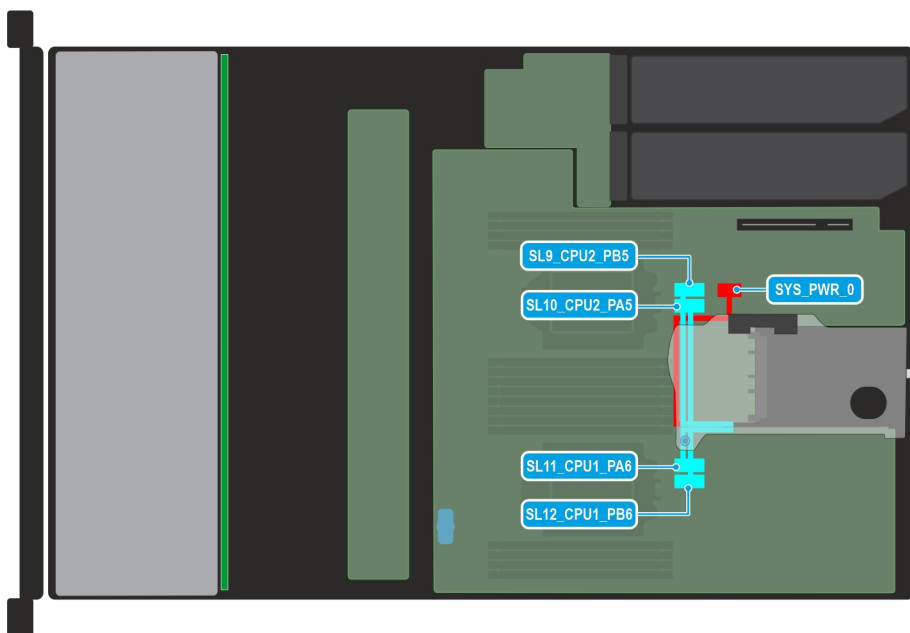 SL9_CPU2_PB5
SYS_PWR_0
SL10_CPU2_PA5
SL11_CPU1_PA6
SL12_CPU1_PB6